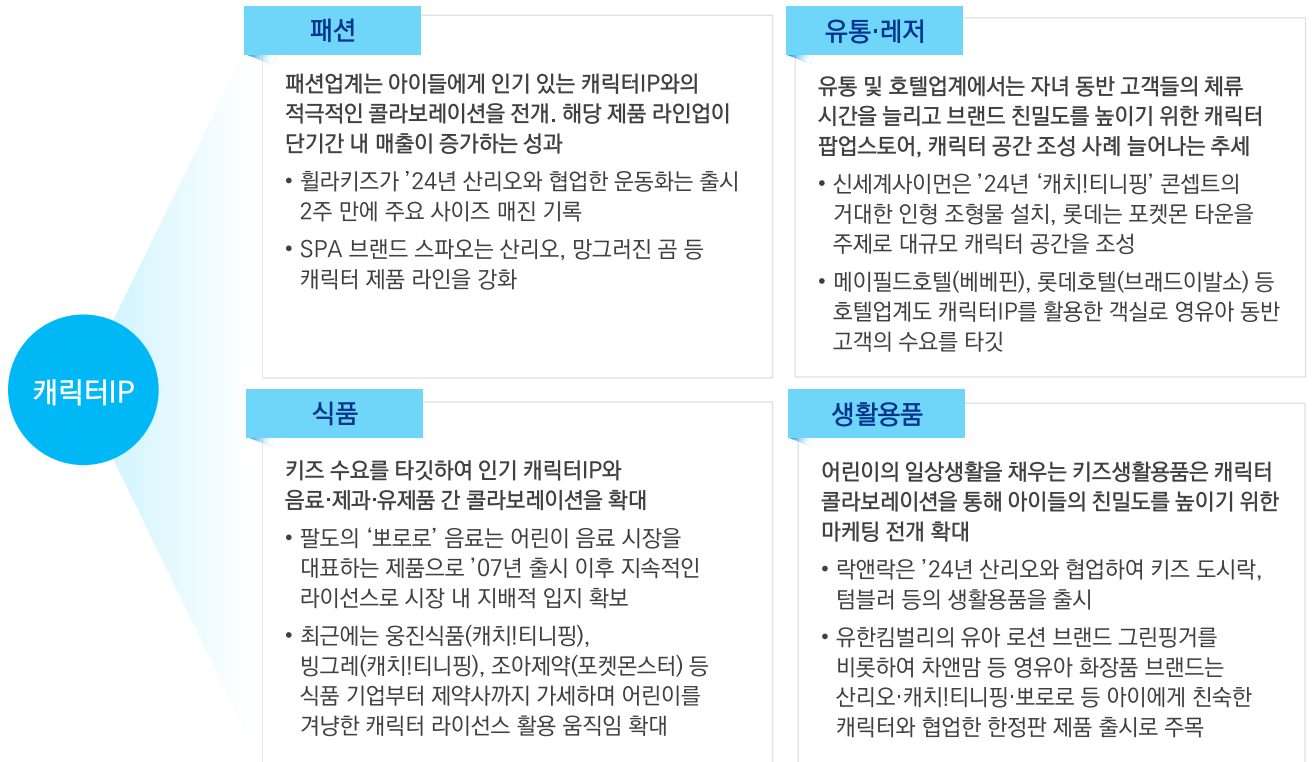 캐릭터IP
패션
패션업계는 아이들에게 인기 있는 캐릭터IP와의
적극적인 콜라보레이션을 전개. 해당 제품 라인업이
단기간 내 매출이 증가하는 성과
• 휠라키즈가 ’24년 산리오와 협업한 운동화는 출시
2주 만에 주요 사이즈 매진 기록
• SPA 브랜드 스파오는 산리오, 망그러진 곰 등
캐릭터 제품 라인을 강화
유통·레저
유통 및 호텔업계에서는 자녀 동반 고객들의 체류
시간을 늘리고 브랜드 친밀도를 높이기 위한 캐릭터
팝업스토어, 캐릭터 공간 조성 사례 늘어나는 추세
• 신세계사이먼은 ’24년 ‘캐치!티니핑’ 콘셉트의
거대한 인형 조형물 설치, 롯데는 포켓몬 타운을
주제로 대규모 캐릭터 공간을 조성
• 메이필드호텔(베베핀), 롯데호텔(브래드이발소) 등
호텔업계도 캐릭터IP를 활용한 객실로 영유아 동반
고객의 수요를 타깃
식품
키즈 수요를 타깃하여 인기 캐릭터IP와
음료·제과·유제품 간 콜라보레이션을 확대
• 팔도의 ‘뽀로로’ 음료는 어린이 음료 시장을
대표하는 제품으로 ’07년 출시 이후 지속적인
라이선스로 시장 내 지배적 입지 확보
• 최근에는 웅진식품(캐치!티니핑),
빙그레(캐치!티니핑), 조아제약(포켓몬스터) 등
식품 기업부터 제약사까지 가세하며 어린이를
겨냥한 캐릭터 라이선스 활용 움직임 확대
생활용품
어린이의 일상생활을 채우는 키즈생활용품은 캐릭터
콜라보레이션을 통해 아이들의 친밀도를 높이기 위한
마케팅 전개 확대
• 락앤락은 ’24년 산리오와 협업하여 키즈 도시락,
텀블러 등의 생활용품을 출시
• 유한킴벌리의 유아 로션 브랜드 그린핑거를
비롯하여 차앤맘 등 영유아 화장품 브랜드는
산리오·캐치!티니핑·뽀로로 등 아이에게 친숙한
캐릭터와 협업한 한정판 제품 출시로 주목